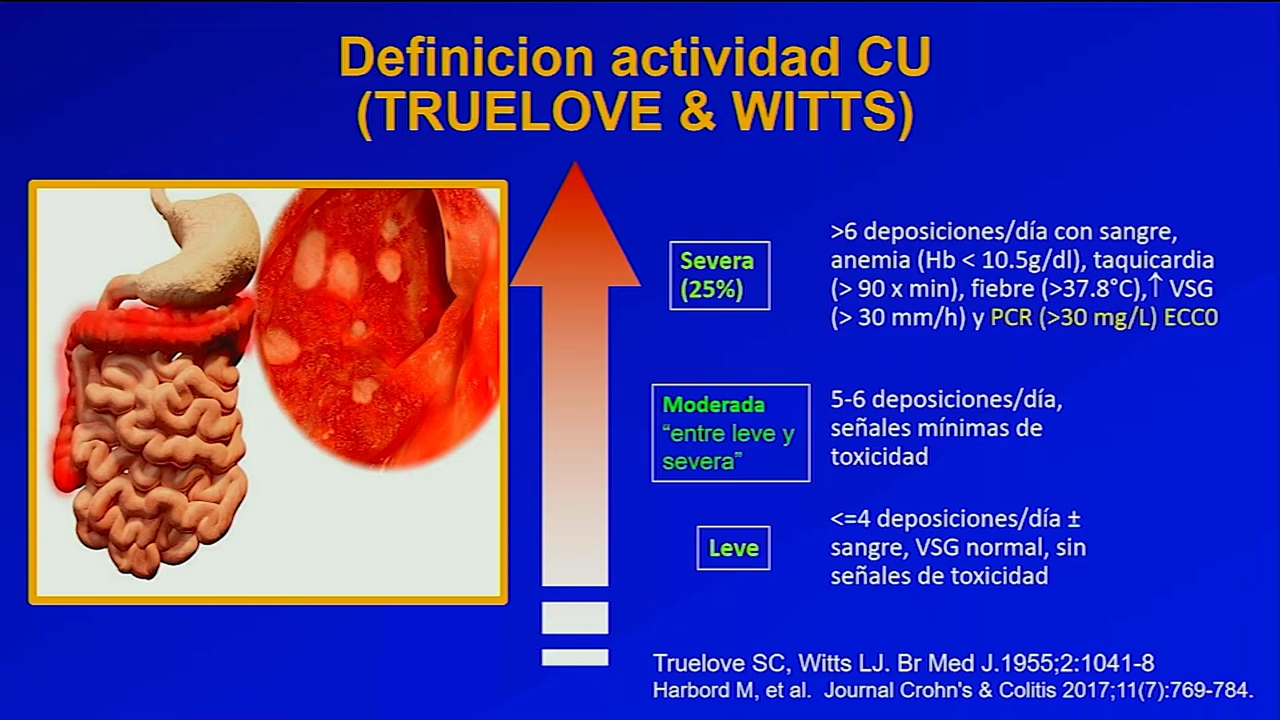 Definicion actividad CU
(TRUELOVE & WITTS)
Severa
(25%)
>6 deposiciones/día con sangre,
anemia (Hb < 10.5g/dl), taquicardia
(> 90 x min), fiebre (>37.8°C),↑ VSG
(> 30 mm/h) y PCR (>30 mg/L) ECC0
Moderada
“entre leve y
severa”
5-6 deposiciones/día,
señales mínimas de
toxicidad
Leve
<=4 deposiciones/día ±
sangre, VSG normal, sin
señales de toxicidad
Truelove SC, Witts LJ. Br Med J.1955;2:1041-8
Harbord M, et al. Journal Crohn's & Colitis 2017;11(7):769-784.